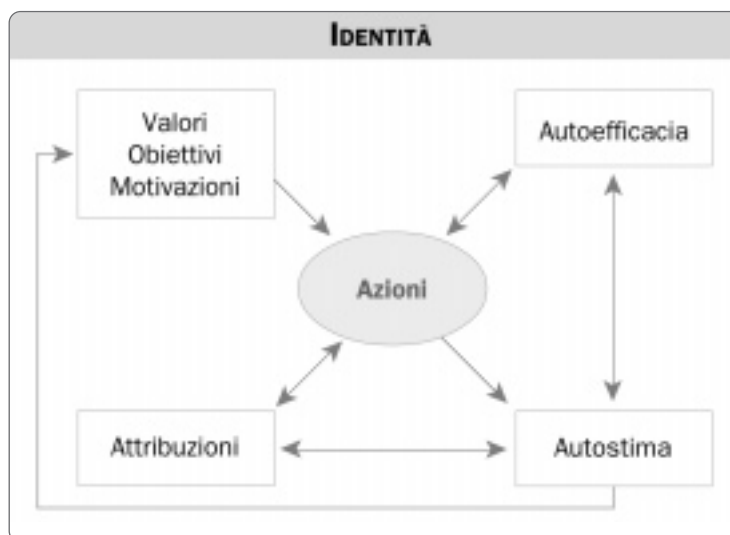 IDENTITÀ
Valori
Obiettivi
Motivazioni
Autoefficacia
Azioni
Attribuzioni
Autostima